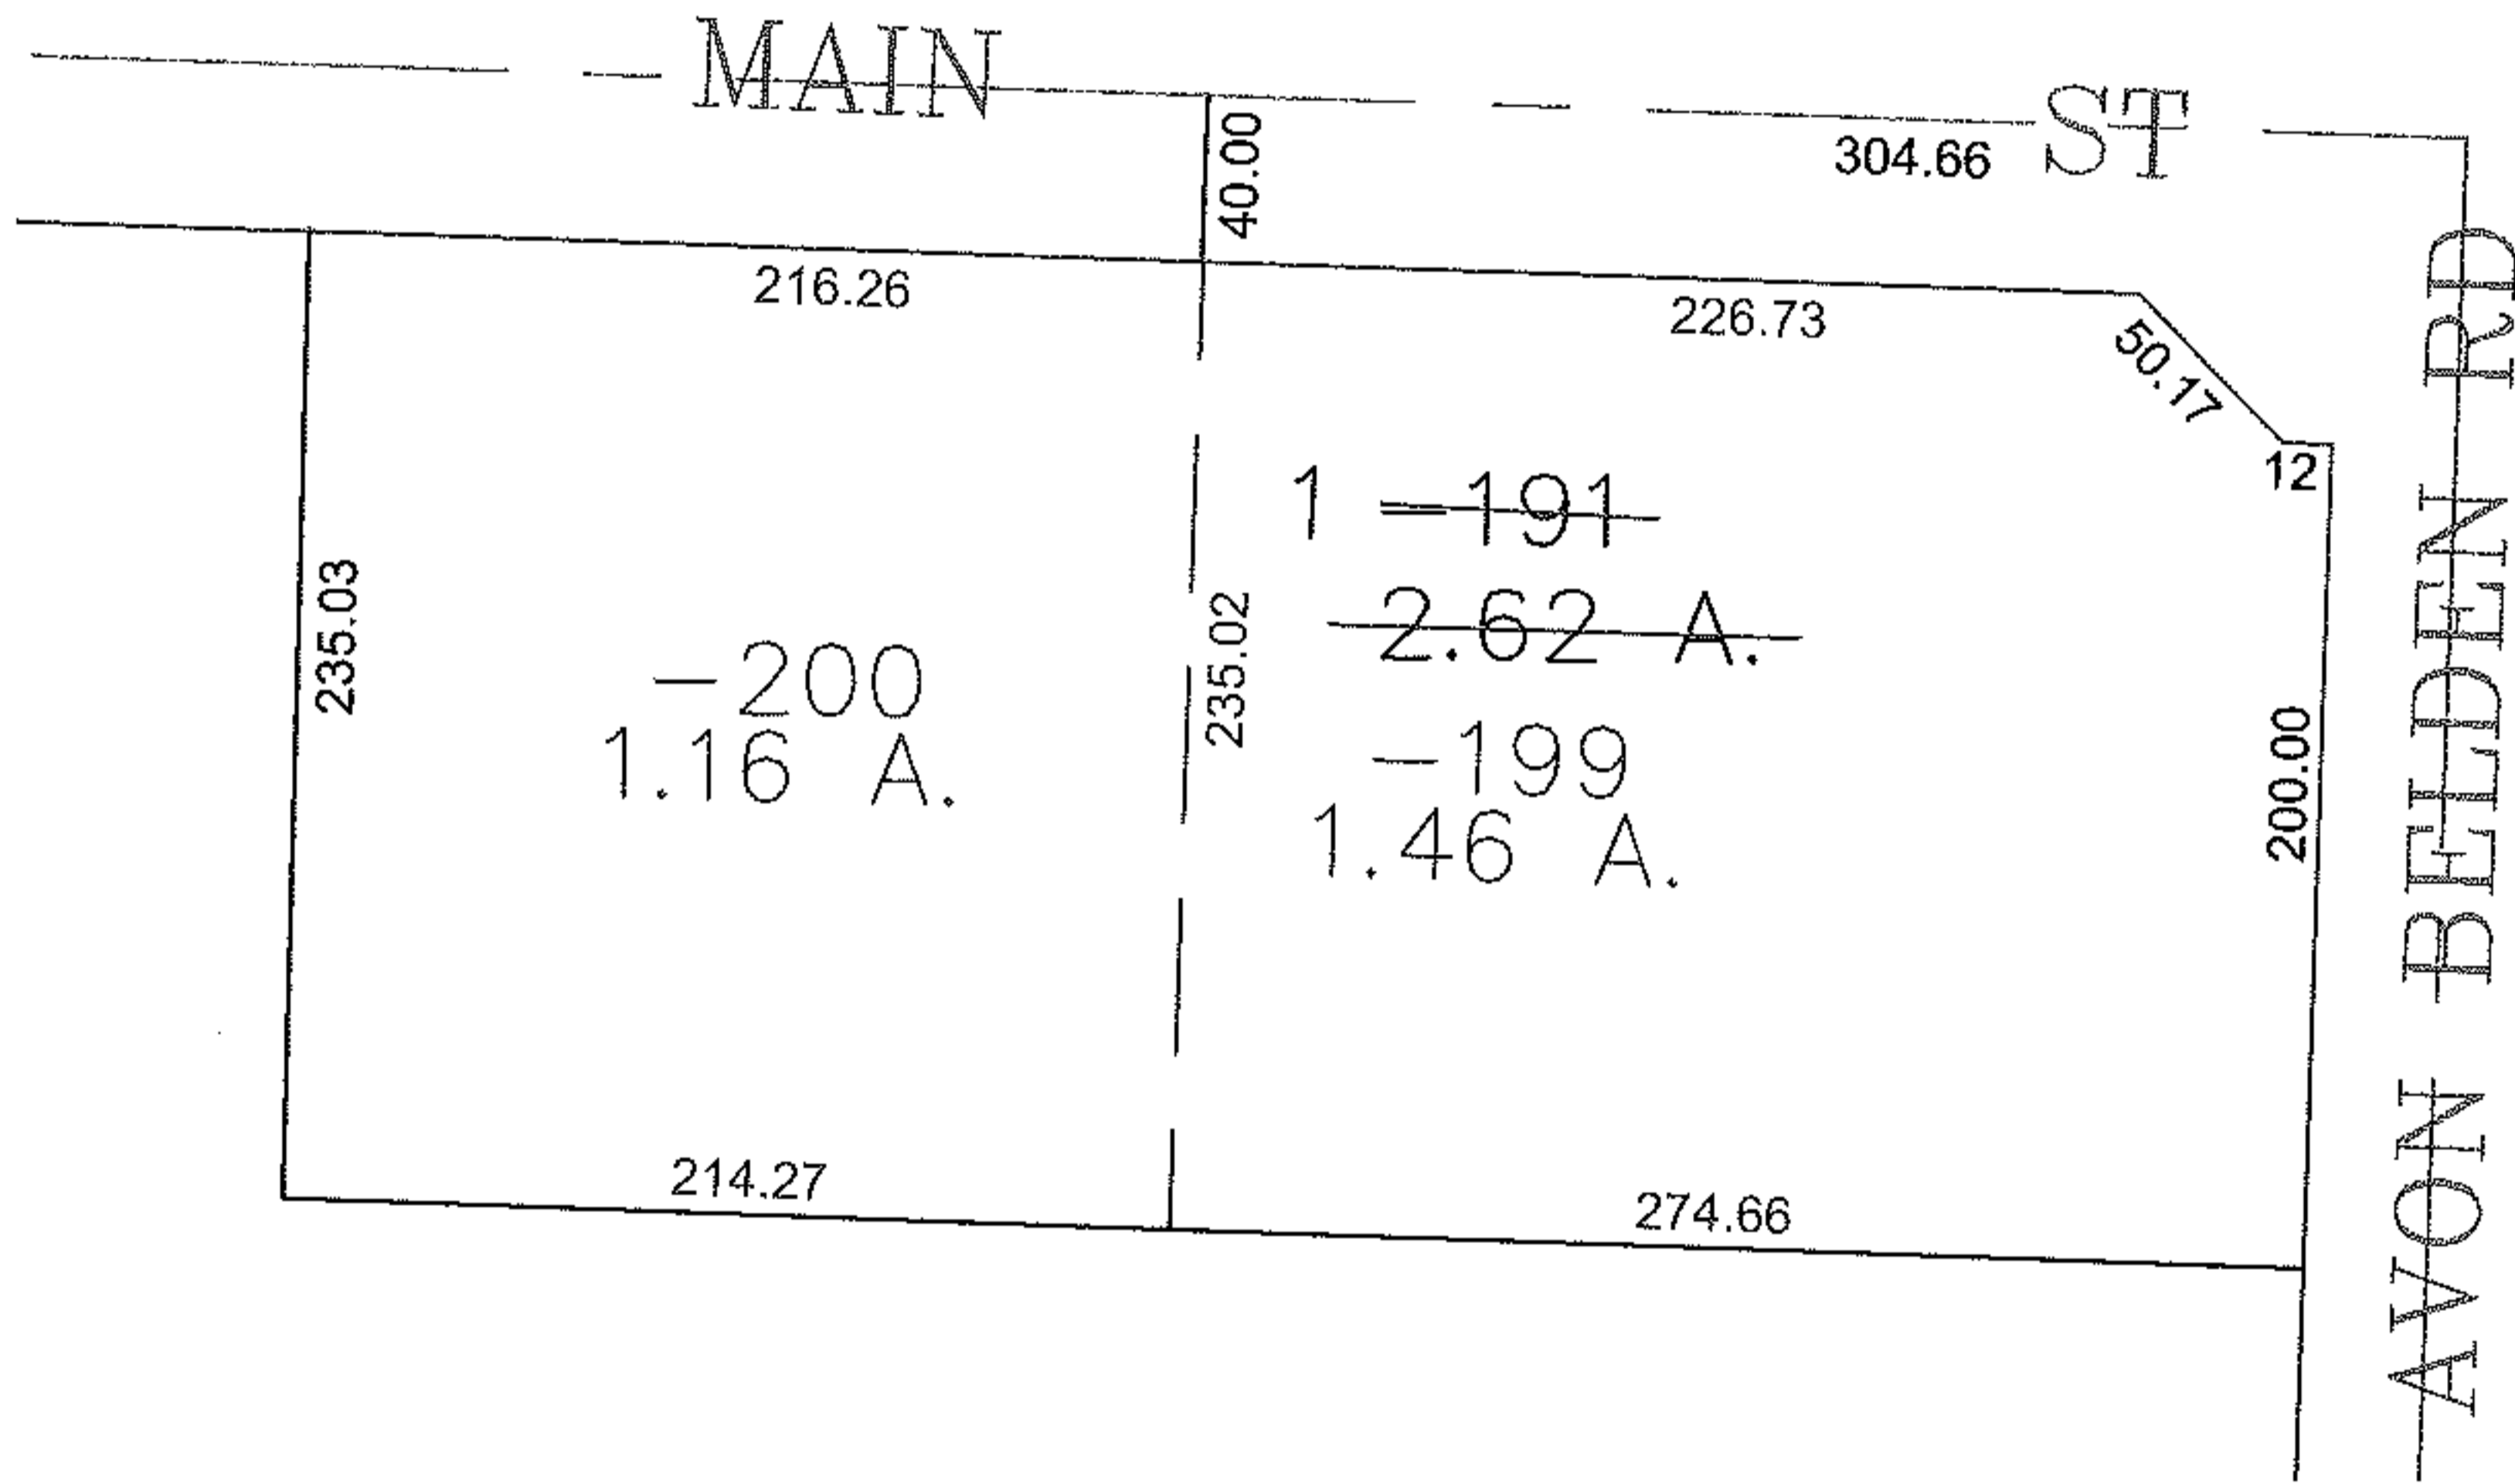 MAIN ST
40.00
304.66
216.26
226.73
50.17
12
1 -191
2.62 A.
235.03
235.02
-200
1.16 A.
-199
1.46 A.
200.00
214.27
274.66
AVON BELDEN RD